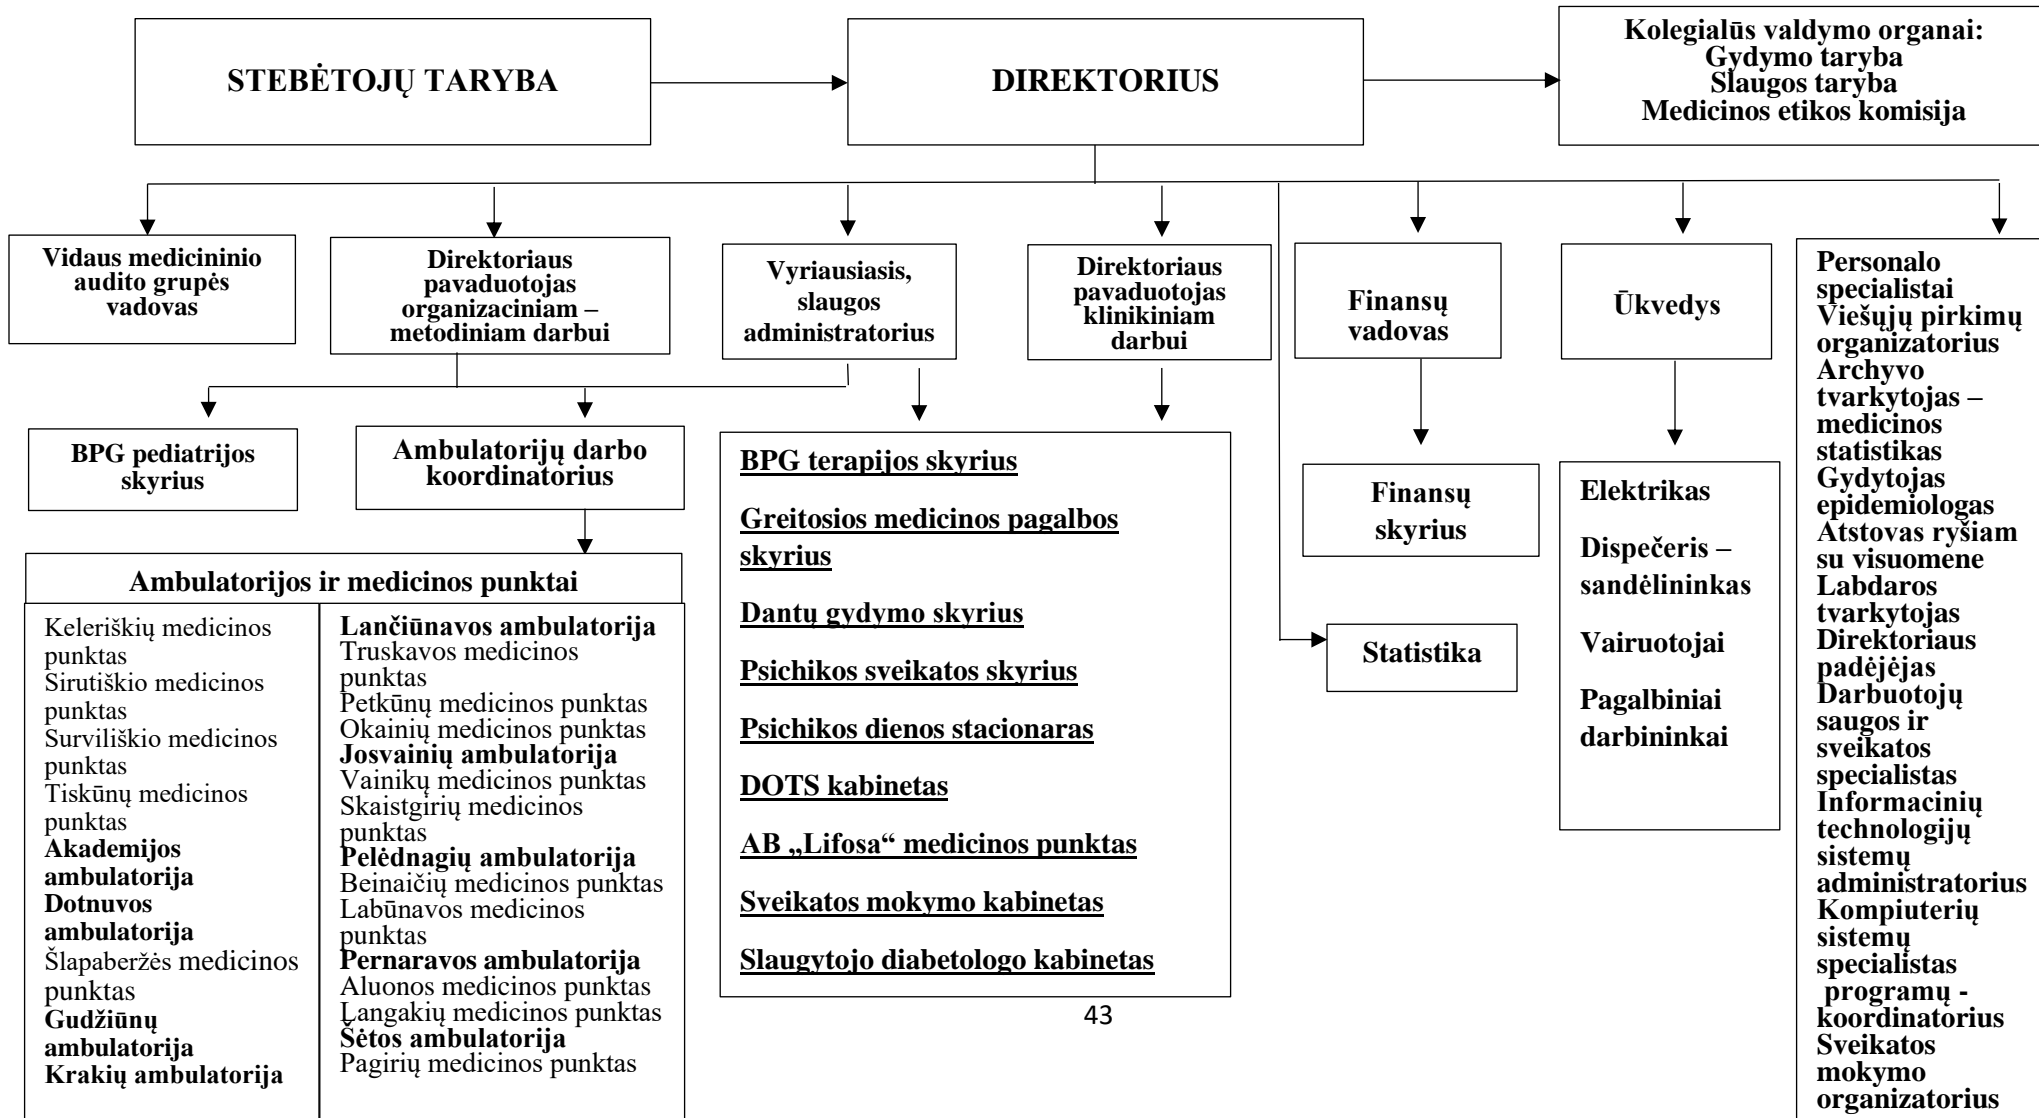 STEBĖTOJŲ TARYBA
DIREKTORIUS
Kolegialūs valdymo organai:
Gydymo taryba
Slaugos taryba
Medicinos etikos komisija
Vidaus medicininio
audito grupės
vadovas
Direktoriaus
pavaduotojas
organizaciniam –
metodiniam darbui
Vyriausiasis,
slaugos
administratorius
Direktoriaus
pavaduotojas
klinikiniam
darbui
Finansų
vadovas
Ūkvedys
Personalo
specialistai
Viešųjų pirkimų
organizatorius
Archyvo
tvarkytojas –
medicinos
statistikas
Gydytojas
epidemiologas
Atstovas ryšiam
su visuomene
Labdaros
tvarkytojas
Direktoriaus
padėjėjas
Darbuotojų
saugos ir
sveikatos
specialistas
Informacinių
technologijų
sistemų
administratorius
Kompiuterių
sistemų
specialistas
programų -
koordinatorius
Sveikatos
mokymo
organizatorius
BPG pediatrijos
skyrius
Ambulatorijų darbo
koordinatorius
BPG terapijos skyrius
Greitosios medicinos pagalbos
skyrius
Dantų gydymo skyrius
Psichikos sveikatos skyrius
Psichikos dienos stacionaras
DOTS kabinetas
AB „Lifosa“ medicinos punktas
Sveikatos mokymo kabinetas
Slaugytojo diabetologo kabinetas
Finansų
skyrius
Statistika
Elektrikas
Dispečeris –
sandėlininkas
Vairuotojai
Pagalbiniai
darbininkai
Ambulatorijos ir medicinos punktai
Keleriškių medicinos
punktas
Sirutiškio medicinos
punktas
Surviliškio medicinos
punktas
Tiskūnų medicinos
punktas
Akademijos
ambulatorija
Dotnuvos
ambulatorija
Šlapaberžės medicinos
punktas
Gudžiūnų
ambulatorija
Krakių ambulatorija
Lančiūnavos ambulatorija
Truskavos medicinos
punktas
Petkūnų medicinos punktas
Okainių medicinos punktas
Josvainių ambulatorija
Vainikų medicinos punktas
Skaistgirių medicinos
punktas
Pelėdnagių ambulatorija
Beinaičių medicinos punktas
Labūnavos medicinos
punktas
Pernaravos ambulatorija
Aluonos medicinos punktas
Langakių medicinos punktas
Šėtos ambulatorija
Pagirių medicinos punktas
43